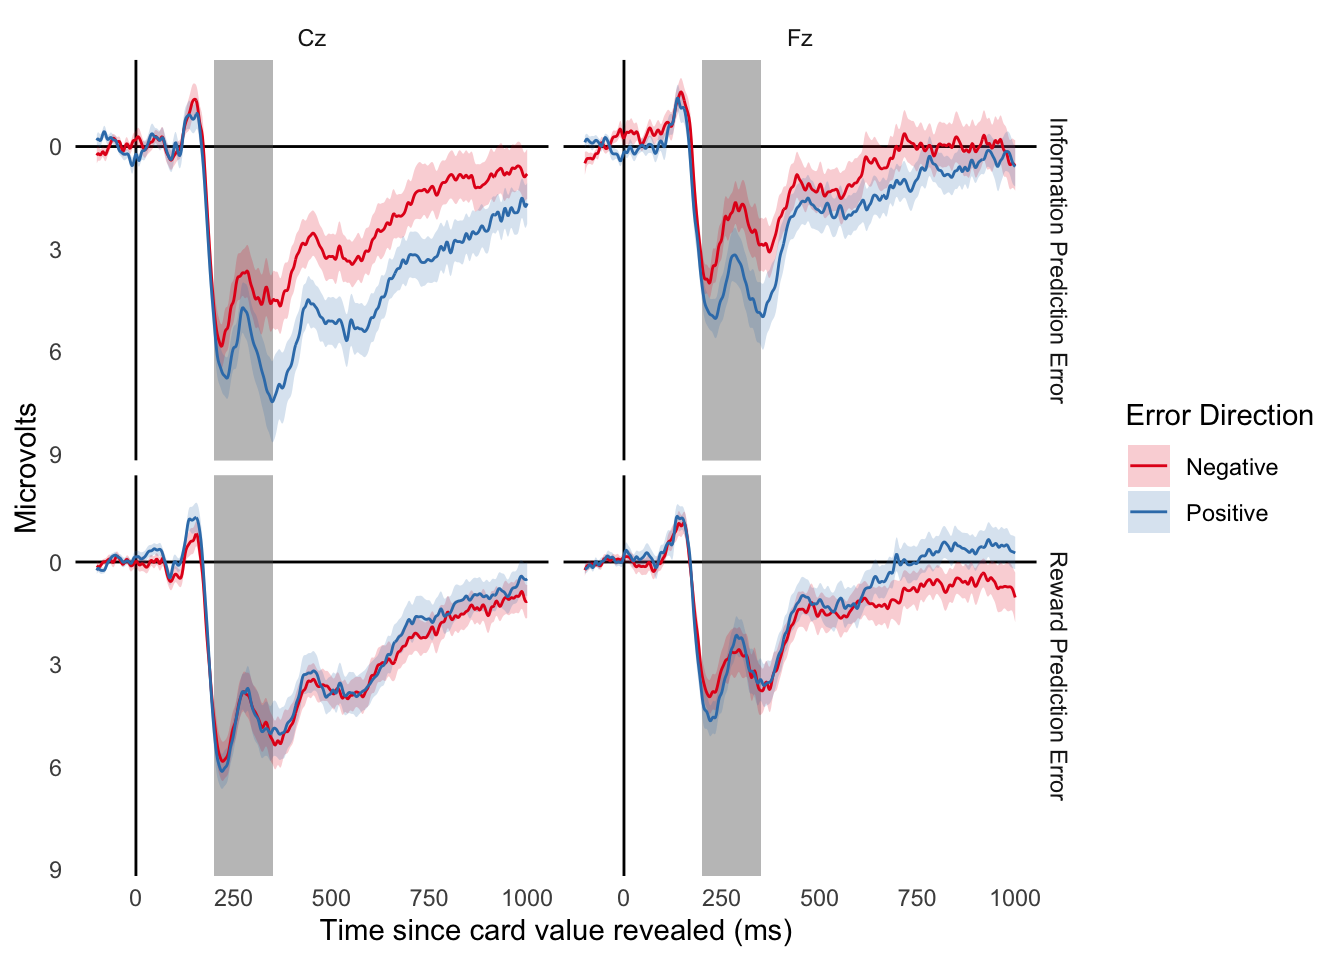 Cz
Fz
0
3
6
9
Information Prediction Error
Microvolts
0
3
6
9
Reward Prediction Error
0
250
500
750
1000
0
250
500
750
1000
Time since card value revealed (ms)
Error Direction
Negative
Positive